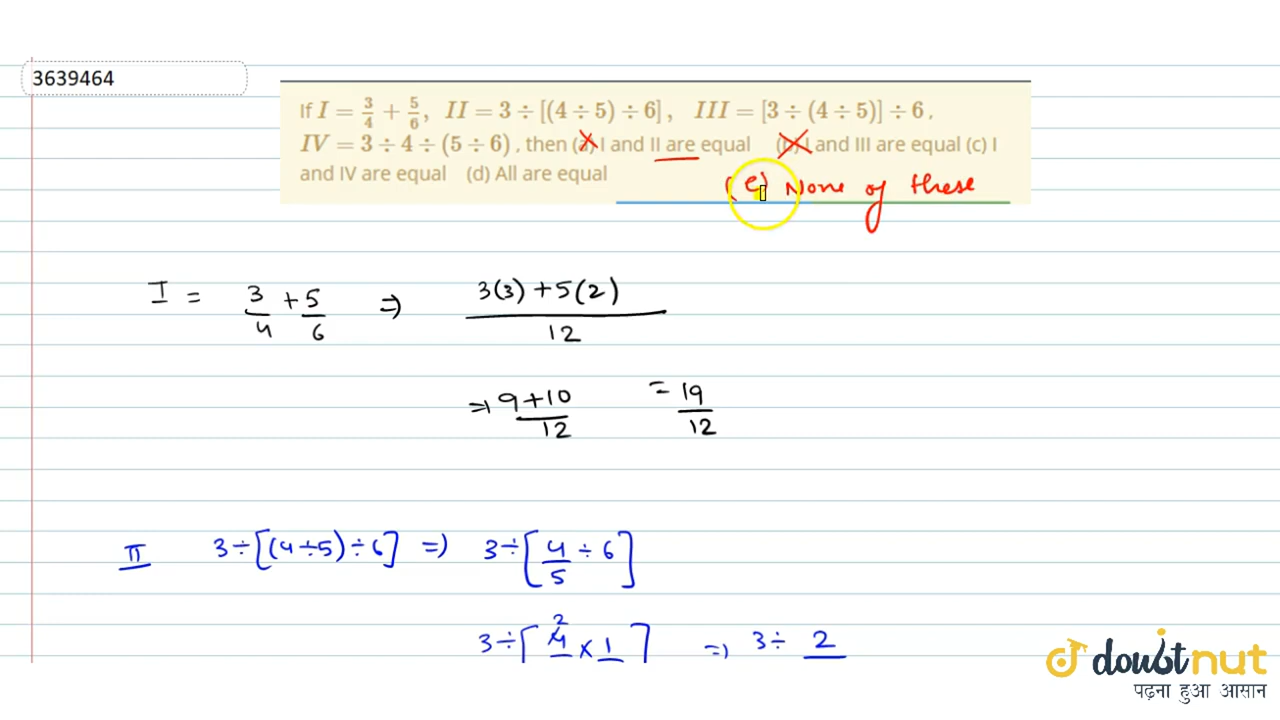 3639464
If I = 3/4 + 5/6, II = 3 ÷ [(4 ÷ 5) ÷ 6], III = [3 ÷ (4 ÷ 5)] ÷ 6,
IV = 3 ÷ 4 ÷ (5 ÷ 6), then (a) I and II are equal (b) I and III are equal (c) I
and IV are equal (d) All are equal
(e) None of these
I = 3/4 + 5/6 ⇒ 3(3) + 5(2)/12
⇒ 9+10/12 = 19/12
II 3÷[(4÷5)÷6] ⇒ 3÷[4/5 ÷ 6]
2
3÷[4 × 1] ⇒ 3÷ 2
doubtnut
पढ़ना हुआ आसान